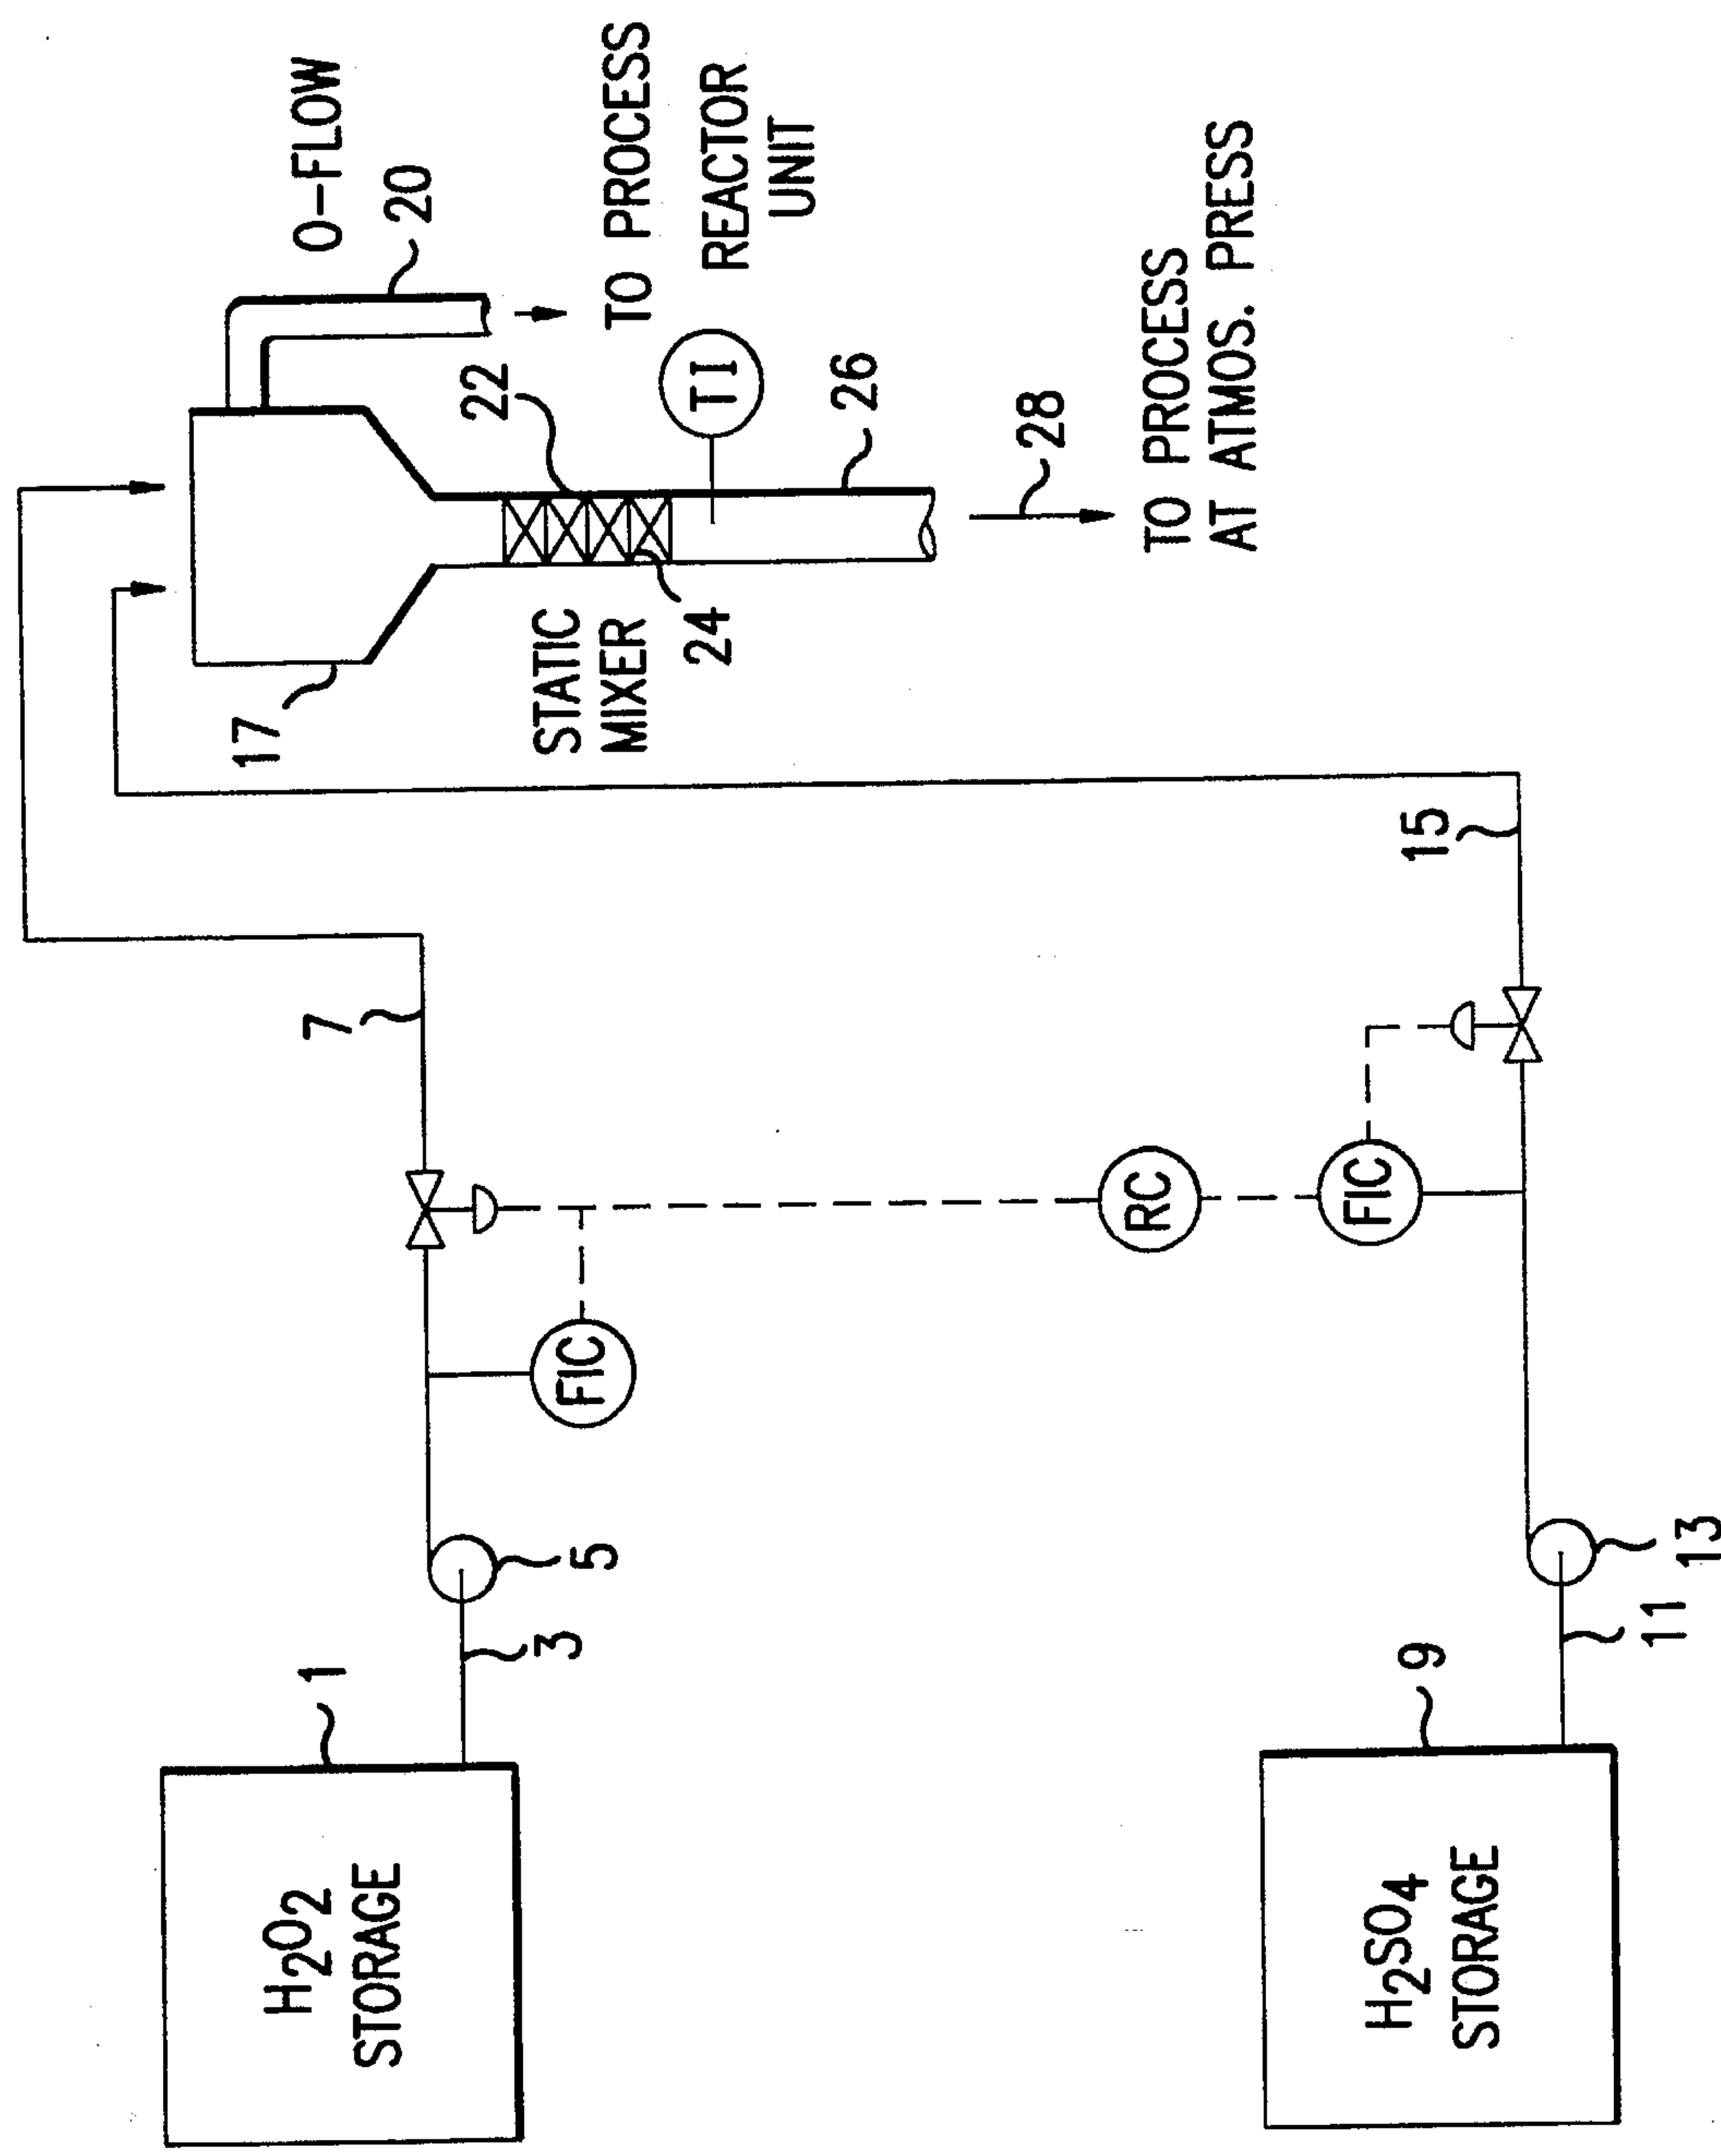 H2O2
STORAGE
1
3
5
FIC
7
H2SO4
STORAGE
9
11
13
FIC
RC
15
17
O-FLOW
20
TO PROCESS
REACTOR
UNIT
22
STATIC
MIXER
24
TI
26
28
TO PROCESS
AT ATMOS. PRESS